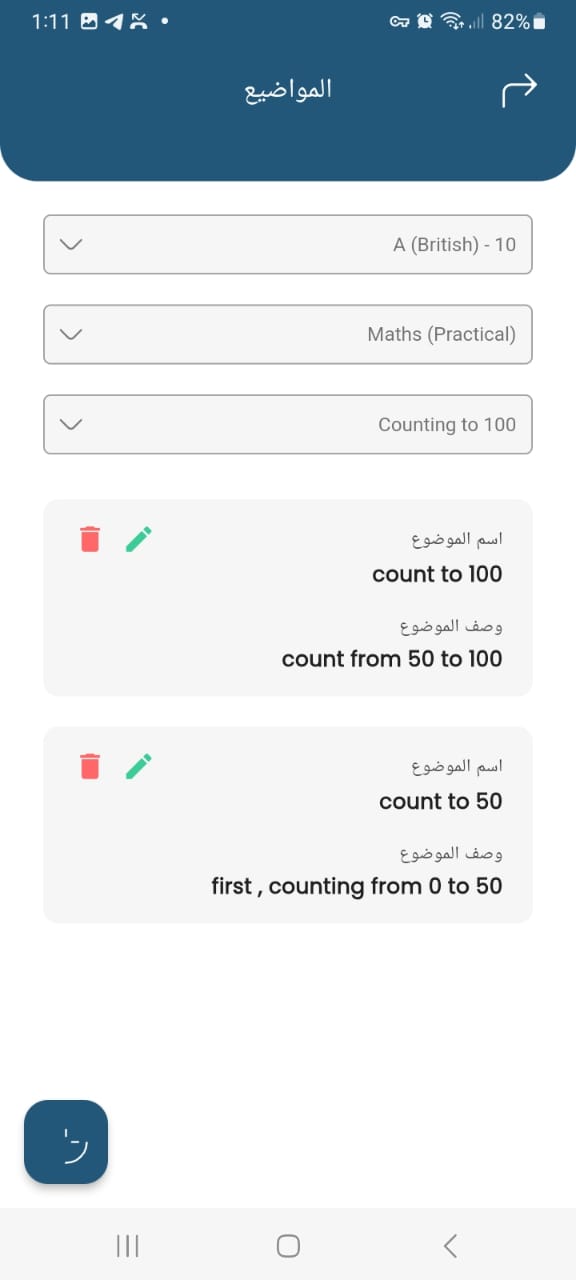 1:11
82%
المواضيع
A (British) - 10
Maths (Practical)
Counting to 100
اسم الموضوع
count to 100
وصف الموضوع
count from 50 to 100
اسم الموضوع
count to 50
وصف الموضوع
first , counting from 0 to 50